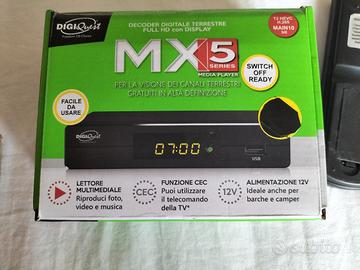 DIGIQuest
DECODER DIGITALE TERRESTRE
FULL HD con DISPLAY
T2 HEVC
H.265
MAIN10
bit
MX5
SERIES
MEDIA PLAYER
SWITCH
OFF
READY
PER LA VISIONE DEI CANALI TERRESTRI
GRATUITI IN ALTA DEFINIZIONE
FACILE DA
USARE
DIGIQuest
07:00
USB
LETTORE
MULTIMEDIALE
Riproduci foto,
video e musica
CEC
FUNZIONE CEC
Puoi utilizzare
il telecomando
della TV*
12V
ALIMENTAZIONE 12V
Ideale anche per
barche e camper
subito